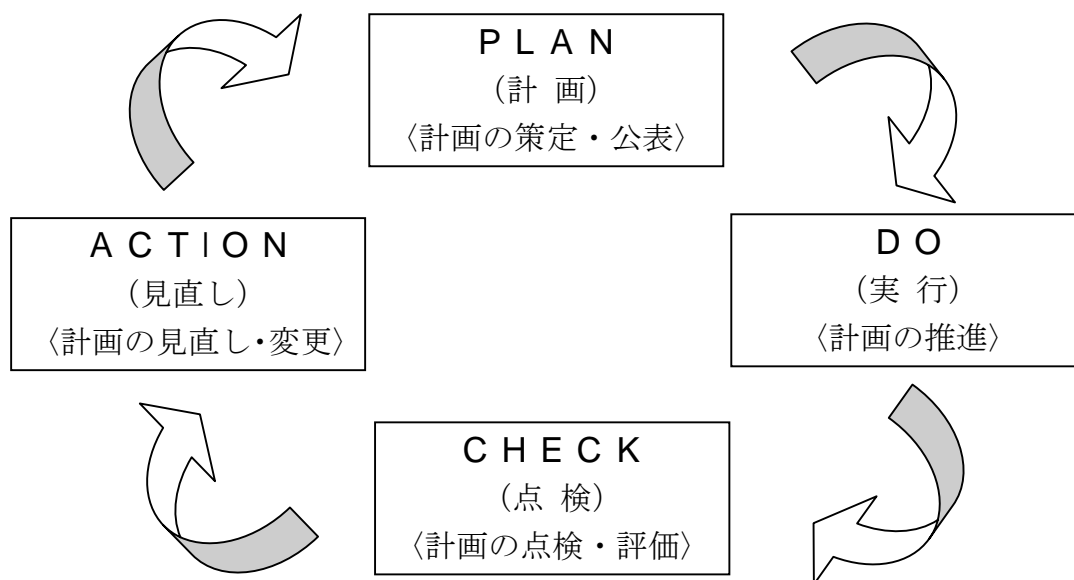 PLAN
(計 画)
〈計画の策定・公表〉
DO
(実 行)
〈計画の推進〉
CHECK
(点 検)
〈計画の点検・評価〉
ACTION
(見直し)
〈計画の見直し・変更〉